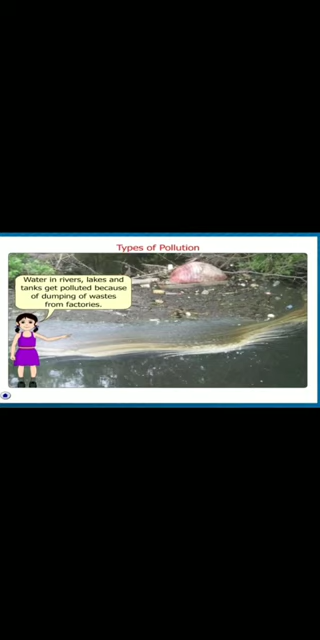 Types of Pollution
Water in rivers, lakes and
tanks get polluted because
of dumping of wastes
from factories.